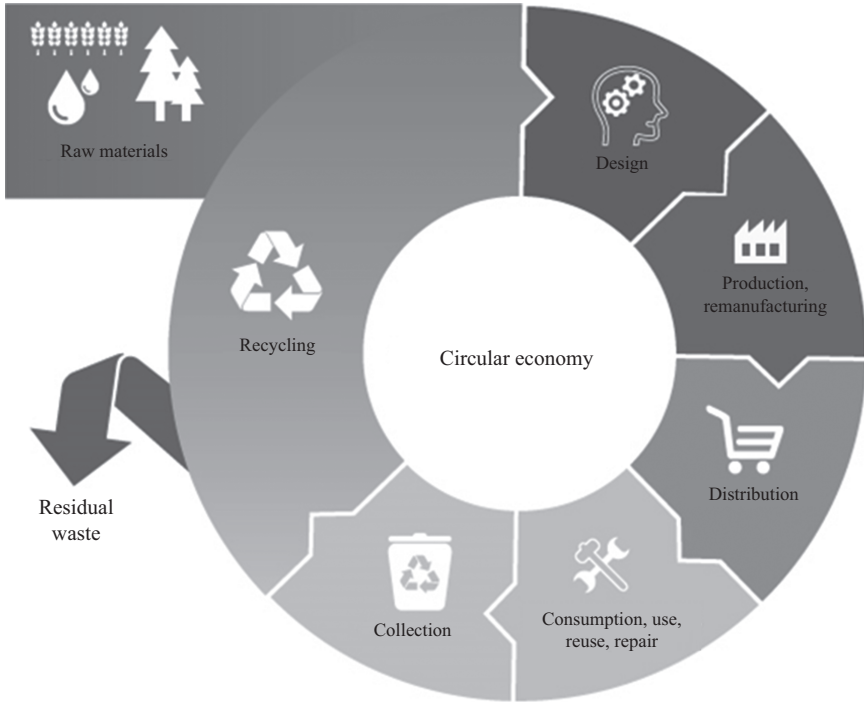 Raw materials
Design
Production,
remanufacturing
Distribution
Consumption, use,
reuse, repair
Collection
Recycling
Residual
waste
Circular economy